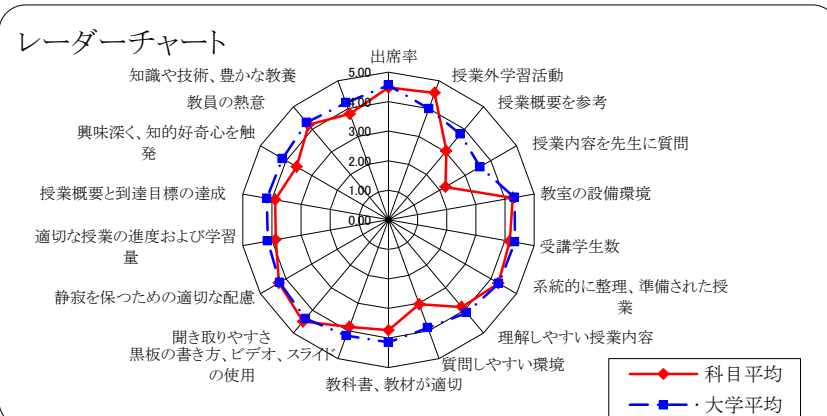 レーダーチャート
出席率
授業外学習活動
授業概要を参考
授業内容を先生に質問
教室の設備環境
受講学生数
系統的に整理、準備された授
業
理解しやすい授業内容
質問しやすい環境
教科書、教材が適切
黒板の書き方、ビデオ、スライド
の使用
聞き取りやすさ
静寂を保つための適切な配慮
適切な授業の進度および学習
量
授業概要と到達目標の達成
興味深く、知的好奇心を触
発
教員の熱意
知識や技術、豊かな教養
5.00
4.00
3.00
2.00
1.00
0.00
科目平均
大学平均